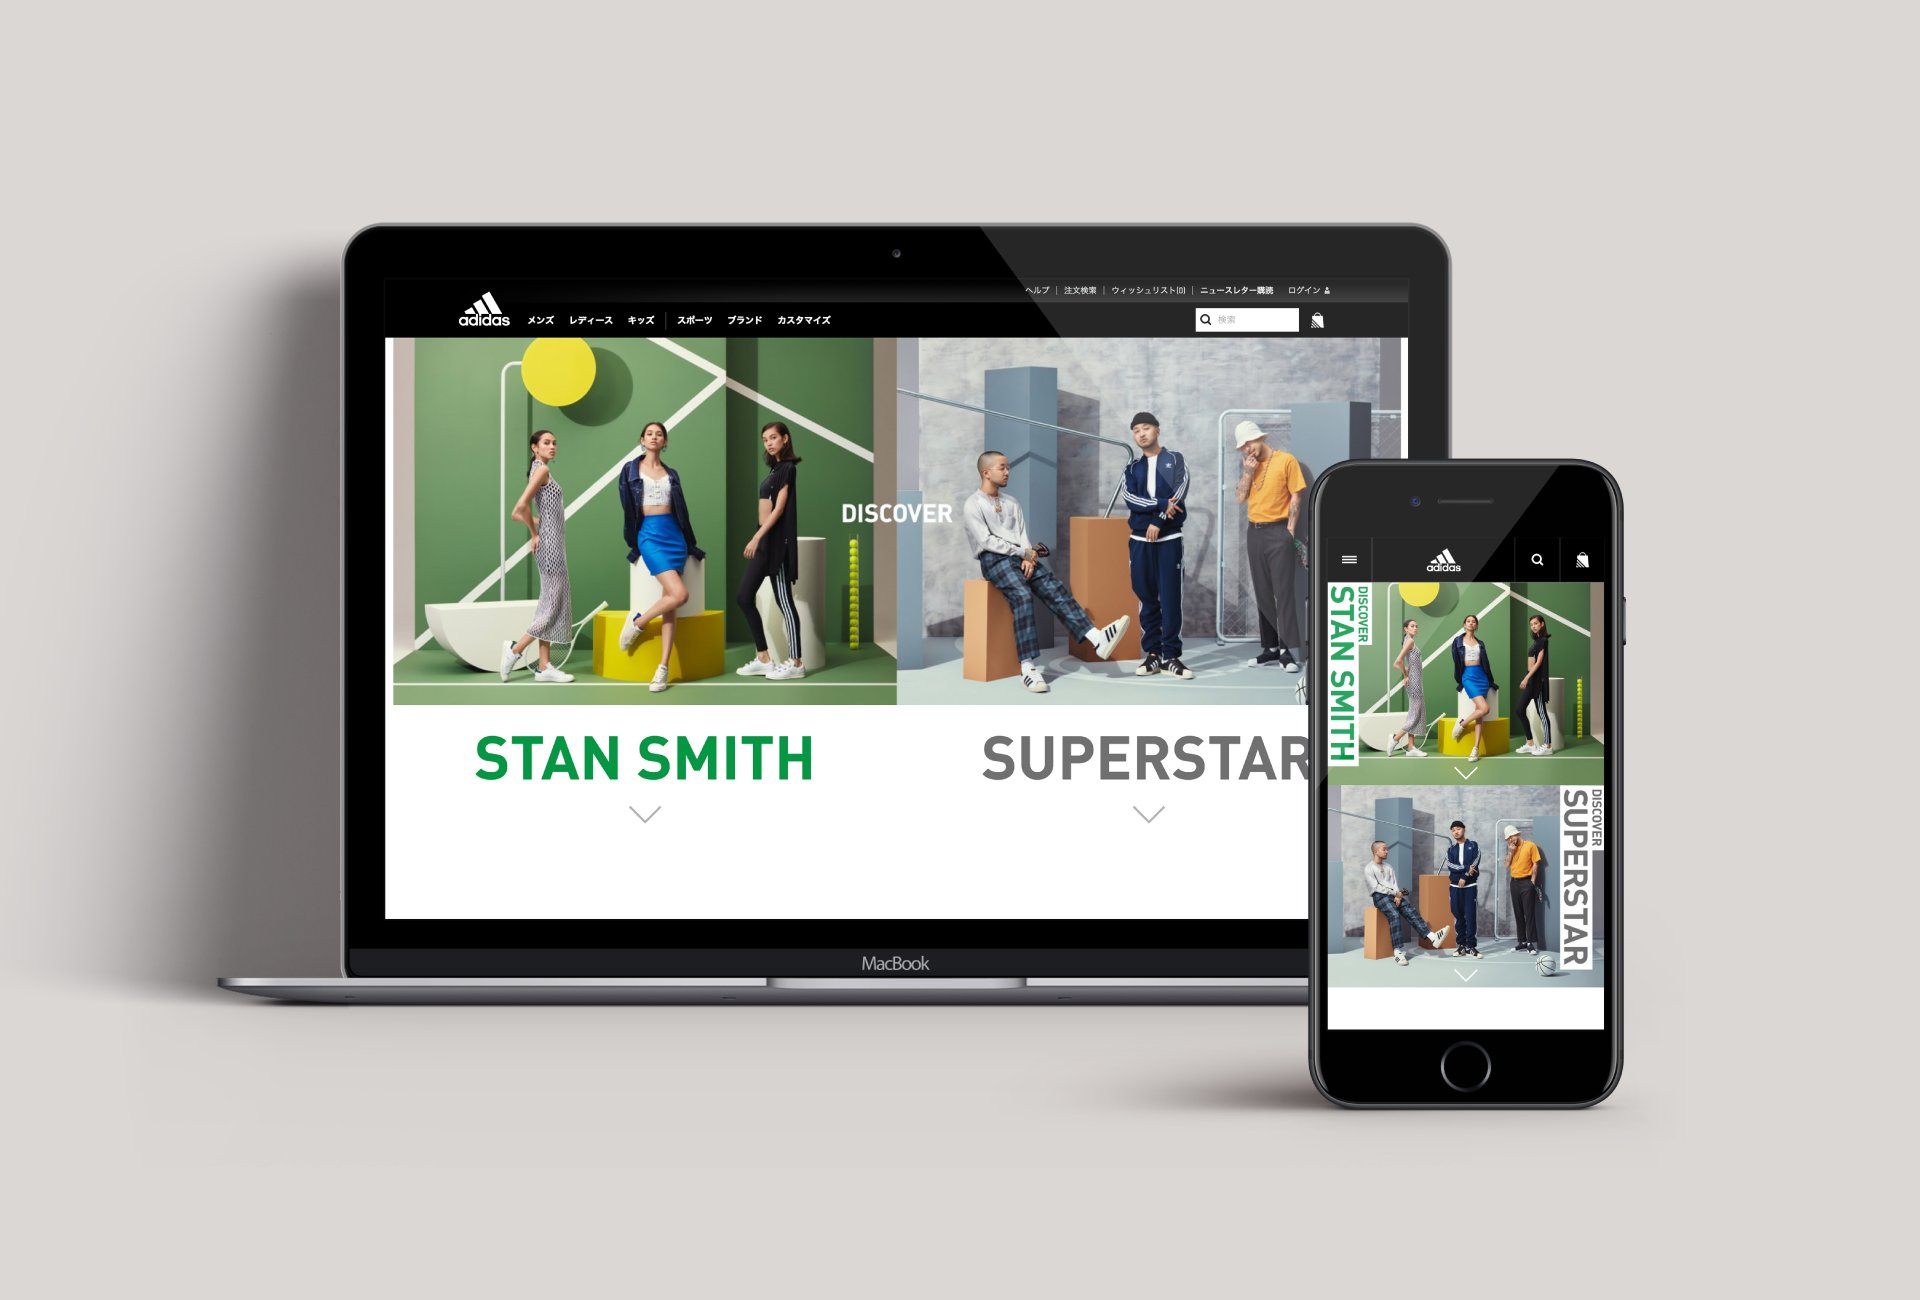 ヘルプ | 注文検索 | ウィッシュリスト(0) | ニュースレター購読 ログイン
adidas
メンズ レディース キッズ | スポーツ ブランド カスタマイズ
検索
DISCOVER
STAN SMITH
SUPERSTAR
MacBook
adidas
DISCOVER
STAN SMITH
DISCOVER
SUPERSTAR